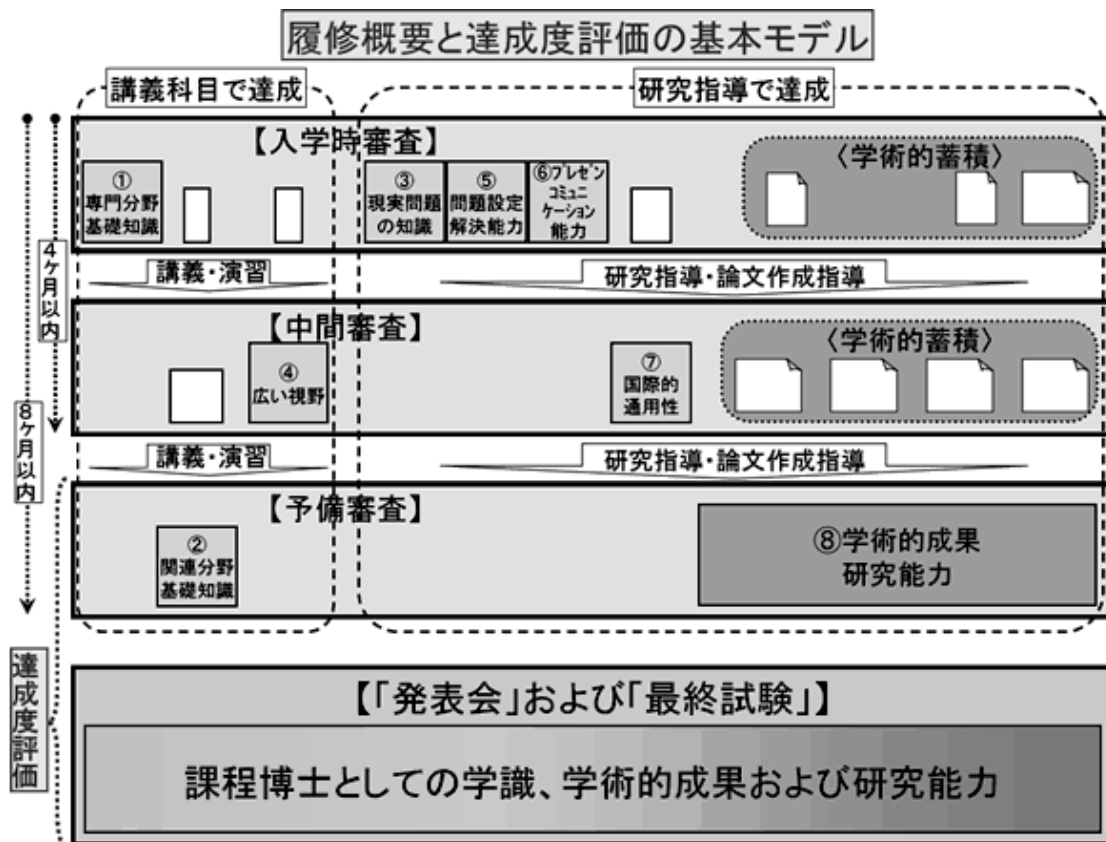 履修概要と達成度評価の基本モデル
講義科目で達成
研究指導で達成
【入学時審査】
〈学術的蓄積〉
①
専門分野
基礎知識
③
現実問題
の知識
⑤
問題設定
解決能力
⑥プレゼン
コミュニ
ケーション
能力
4ヶ月以内
講義・演習
研究指導・論文作成指導
【中間審査】
〈学術的蓄積〉
④
広い視野
⑦
国際的
通用性
8ヶ月以内
講義・演習
研究指導・論文作成指導
【予備審査】
②
関連分野
基礎知識
⑧学術的成果
研究能力
達成度評価
【「発表会」および「最終試験」】
課程博士としての学識、学術的成果および研究能力